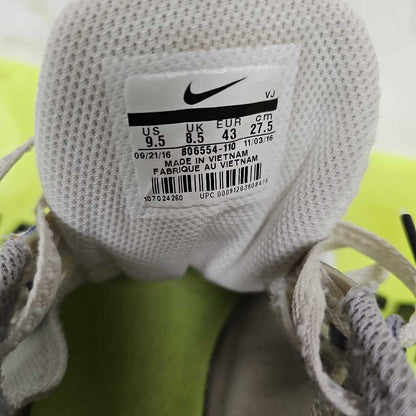 VJ
US UK EUR cm
9.5 8.5 43 27.5
09/21/16 806554-110 11/03/16
MADE IN VIETNAM
FABRIQUE AU VIETNAM
107024260